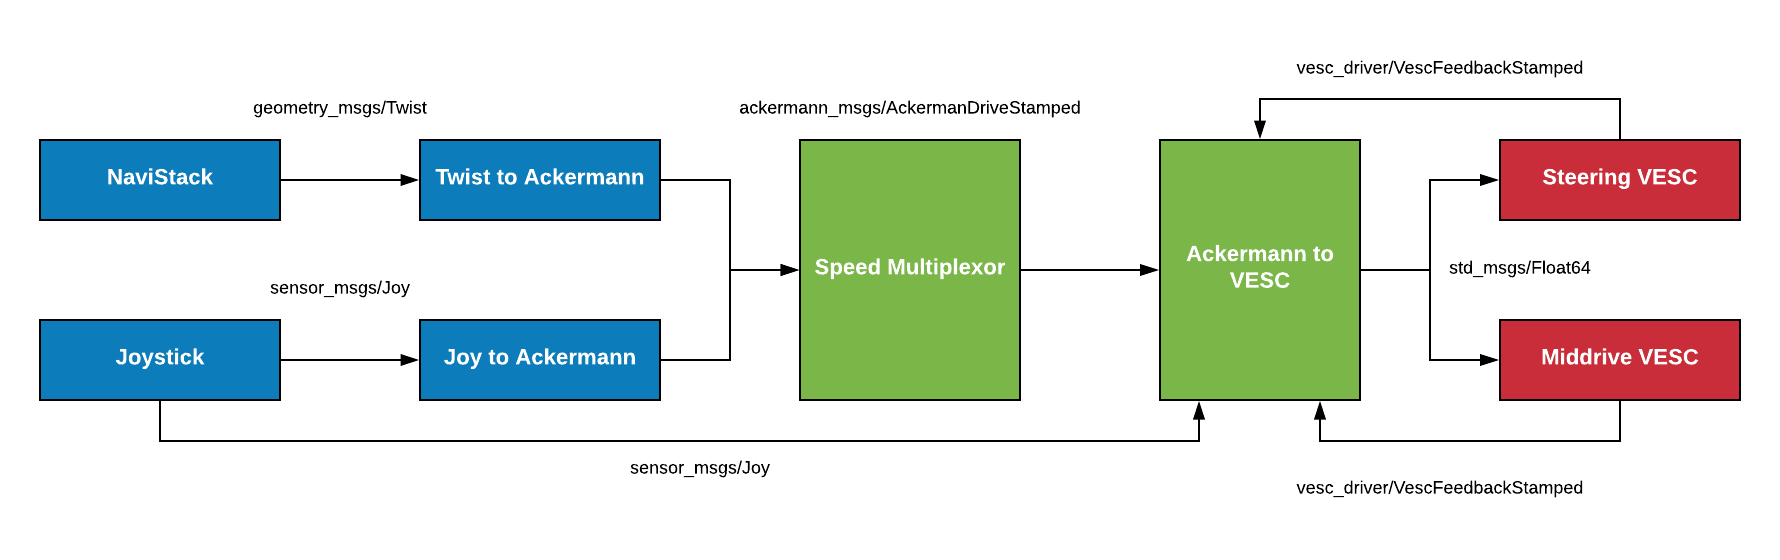 vesc_driver/VescFeedbackStamped
geometry_msgs/Twist
ackermann_msgs/AckermanDriveStamped
NaviStack
Twist to Ackermann
Steering VESC
Speed Multiplexor
Ackermann to
VESC
std_msgs/Float64
sensor_msgs/Joy
Joystick
Joy to Ackermann
Middrive VESC
sensor_msgs/Joy
vesc_driver/VescFeedbackStamped